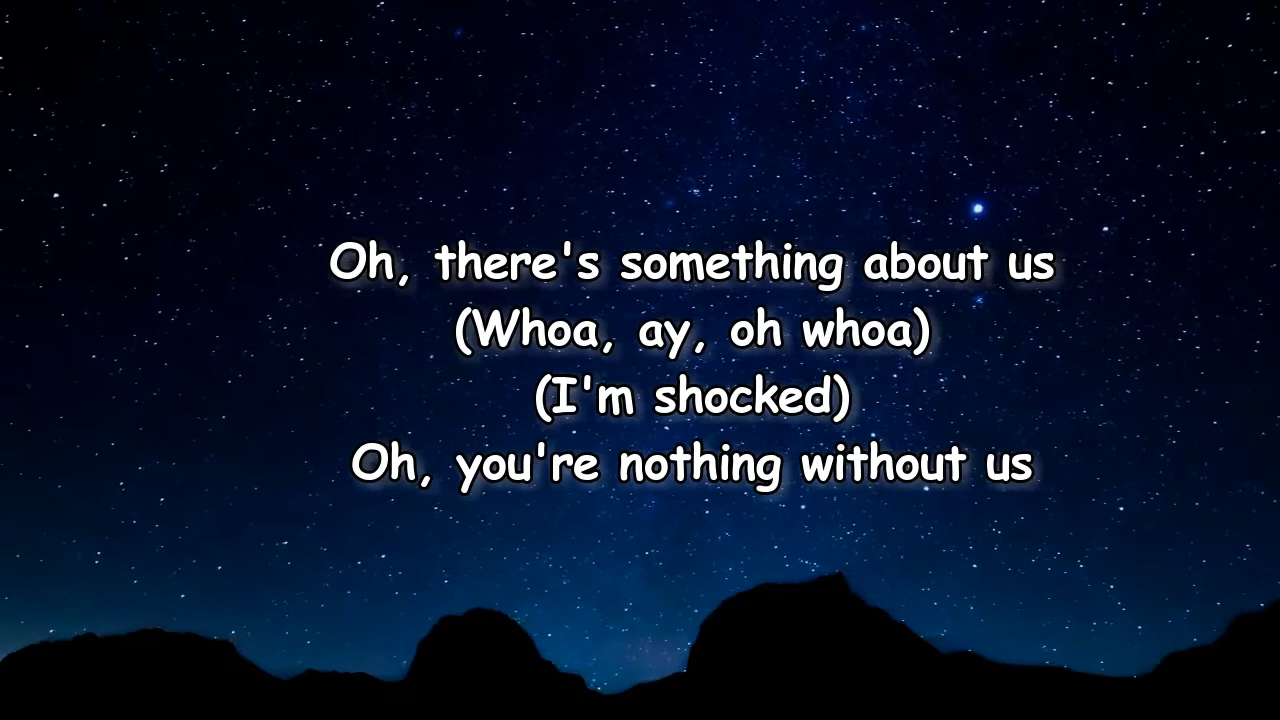 Oh, there's something about us
(Whoa, ay, oh whoa)
(I'm shocked)
Oh, you're nothing without us